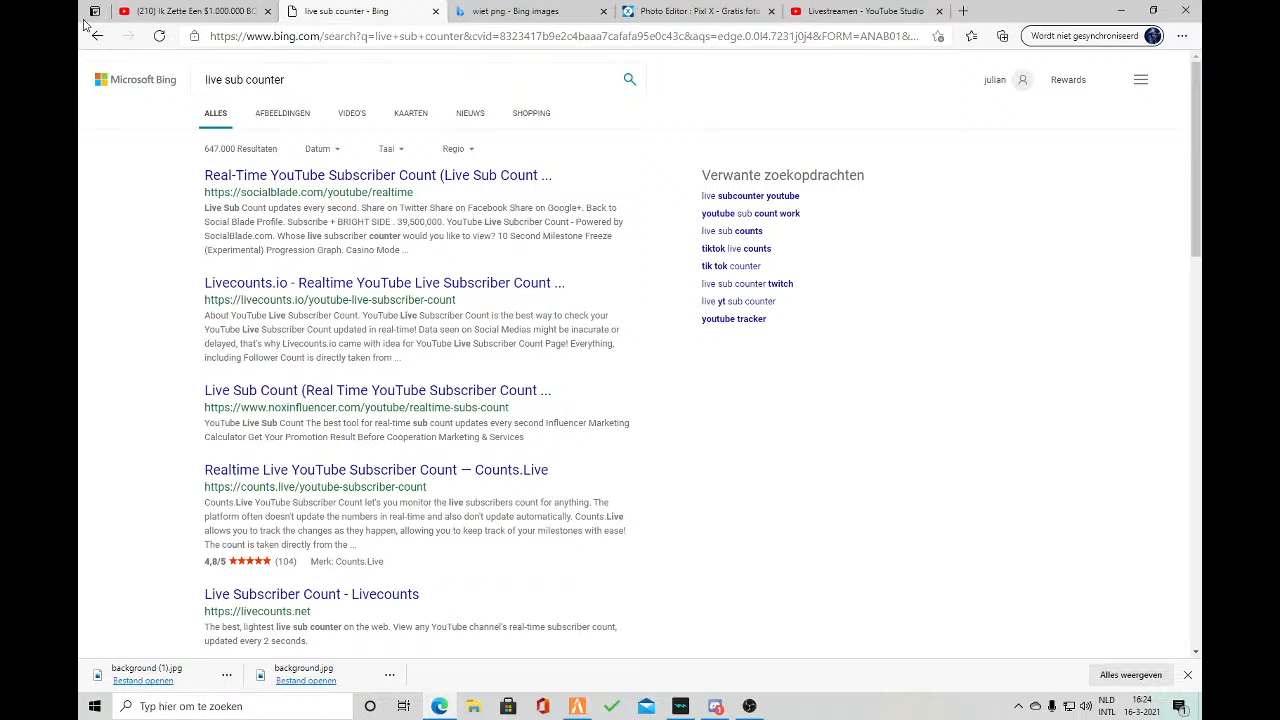 (210) Ik Zette Een $1.000.000 BO
live sub counter - Bing
wiet png - Bing images
Photo Editor : Pixl X - Gratis foto
Livestreamen - YouTube Studio
https://www.bing.com/search?q=live+sub+counter&cvid=8323417b9e2c4baaa7cafafa95e0c43c&aqs=edge.0.0l4.7231j0j4&FORM=ANAB01&...
Wordt niet gesynchroniseerd
Microsoft Bing
live sub counter
julian
Rewards
ALLES
AFBEELDINGEN
VIDEO'S
KAARTEN
NIEUWS
SHOPPING
647.000 Resultaten
Datum
Taal
Regio
Real-Time YouTube Subscriber Count (Live Sub Count ...
https://socialblade.com/youtube/realtime
Live Sub Count updates every second. Share on Twitter Share on Facebook Share on Google+. Back to
Social Blade Profile. Subscribe + BRIGHT SIDE . 39,500,000. YouTube Live Subcriber Count - Powered by
SocialBlade.com. Whose live subscriber counter would you like to view? 10 Second Milestone Freeze
(Experimental) Progression Graph. Casino Mode ...
Livecounts.io - Realtime YouTube Live Subscriber Count ...
https://livecounts.io/youtube-live-subscriber-count
About YouTube Live Subscriber Count. YouTube Live Subscriber Count is the best way to check your
YouTube Live Subscriber Count updated in real-time! Data seen on Social Medias might be inacurate or
delayed, that's why Livecounts.io came with idea for YouTube Live Subscriber Count Page! Everything,
including Follower Count is directly taken from ...
Live Sub Count (Real Time YouTube Subscriber Count ...
https://www.noxinfluencer.com/youtube/realtime-subs-count
YouTube Live Sub Count The best tool for real-time sub count updates every second Influencer Marketing
Calculator Get Your Promotion Result Before Cooperation Marketing & Services
Realtime Live YouTube Subscriber Count — Counts.Live
https://counts.live/youtube-subscriber-count
Counts.Live YouTube Subscriber Count let's you monitor the live subscribers count for anything. The
platform often doesn't update the numbers in real-time and also don't update automatically. Counts.Live
allows you to track the changes as they happen, allowing you to keep track of your milestones with ease!
The count is taken directly from the ...
4,8/5 (104) Merk: Counts.Live
Live Subscriber Count - Livecounts
https://livecounts.net
The best, lightest live sub counter on the web. View any YouTube channel's real-time subscriber count,
updated every 2 seconds.
Verwante zoekopdrachten
live subcounter youtube
youtube sub count work
live sub counts
tiktok live counts
tik tok counter
live sub counter twitch
live yt sub counter
youtube tracker
background (1).jpg
Bestand openen
background.jpg
Bestand openen
Alles weergeven
Typ hier om te zoeken
NLD
INTL
16:24
16-3-2021